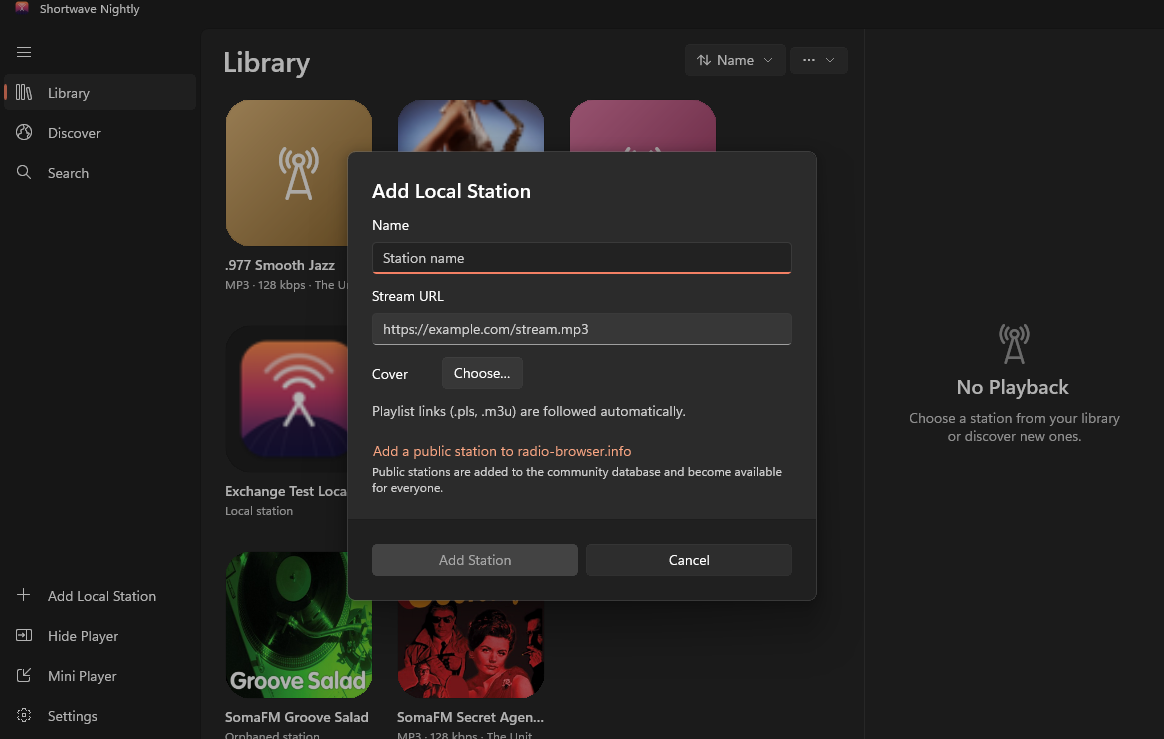 Shortwave Nightly
Library
Discover
Search
Add Local Station
Hide Player
Mini Player
Settings
Library
Name
.977 Smooth Jazz
MP3 · 128 kbps · The
Exchange Test
Local station
Groove Salad
SomaFM Groove Salad
Orphaned station
SomaFM Secret Agen...
MP3 · 128 kbps · The Unit
Add Local Station
Name
Station name
Stream URL
https://example.com/stream.mp3
Cover
Choose...
Playlist links (.pls, .m3u) are followed automatically.
Add a public station to radio-browser.info
Public stations are added to the community database and become available
for everyone.
Add Station
Cancel
No Playback
Choose a station from your library
or discover new ones.